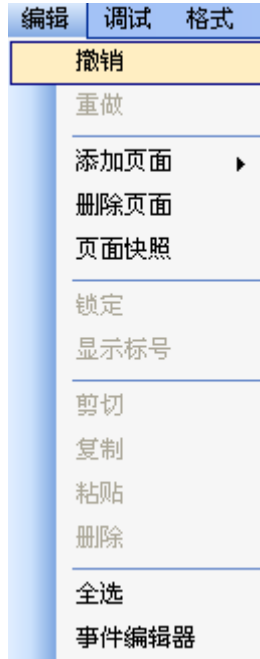 编辑 调试 格式
撤销
重做
添加页面
删除页面
页面快照
锁定
显示标号
剪切
复制
粘贴
删除
全选
事件编辑器